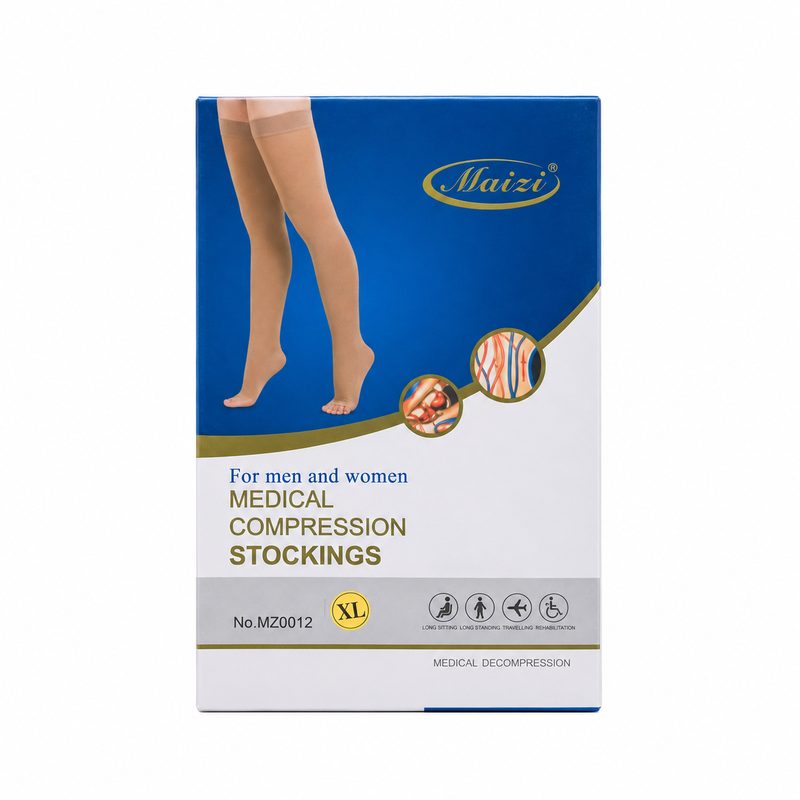 Maizi®
For men and women
MEDICAL
COMPRESSION
STOCKINGS
No.MZ0012
XL
LONG SITTING LONG STANDING TRAVELLING REHABILITATION
MEDICAL DECOMPRESSION